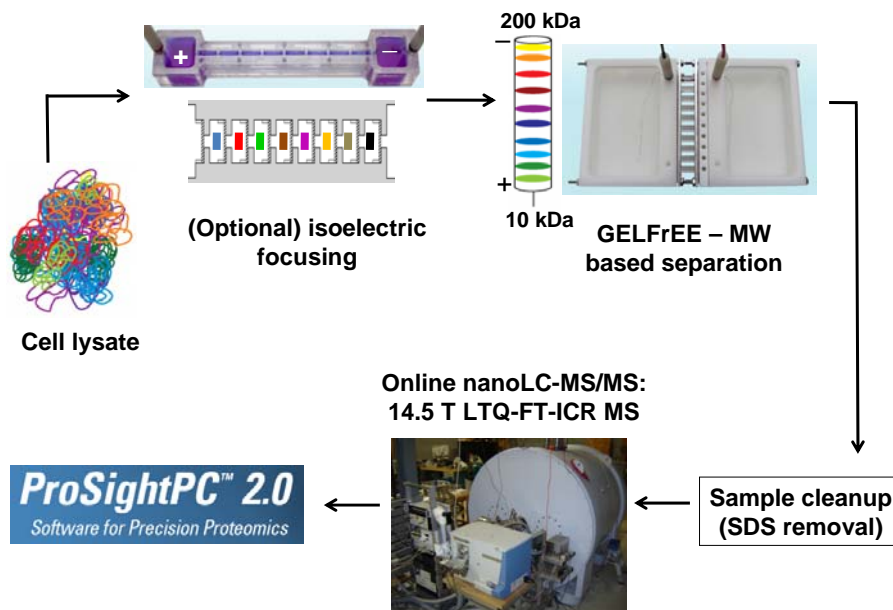 +
−
(Optional) isoelectric
focusing
200 kDa
−
+
10 kDa
GELFrEE – MW
based separation
Cell lysate
Online nanoLC-MS/MS:
14.5 T LTQ-FT-ICR MS
Sample cleanup
(SDS removal)
ProSightPC™ 2.0
Software for Precision Proteomics